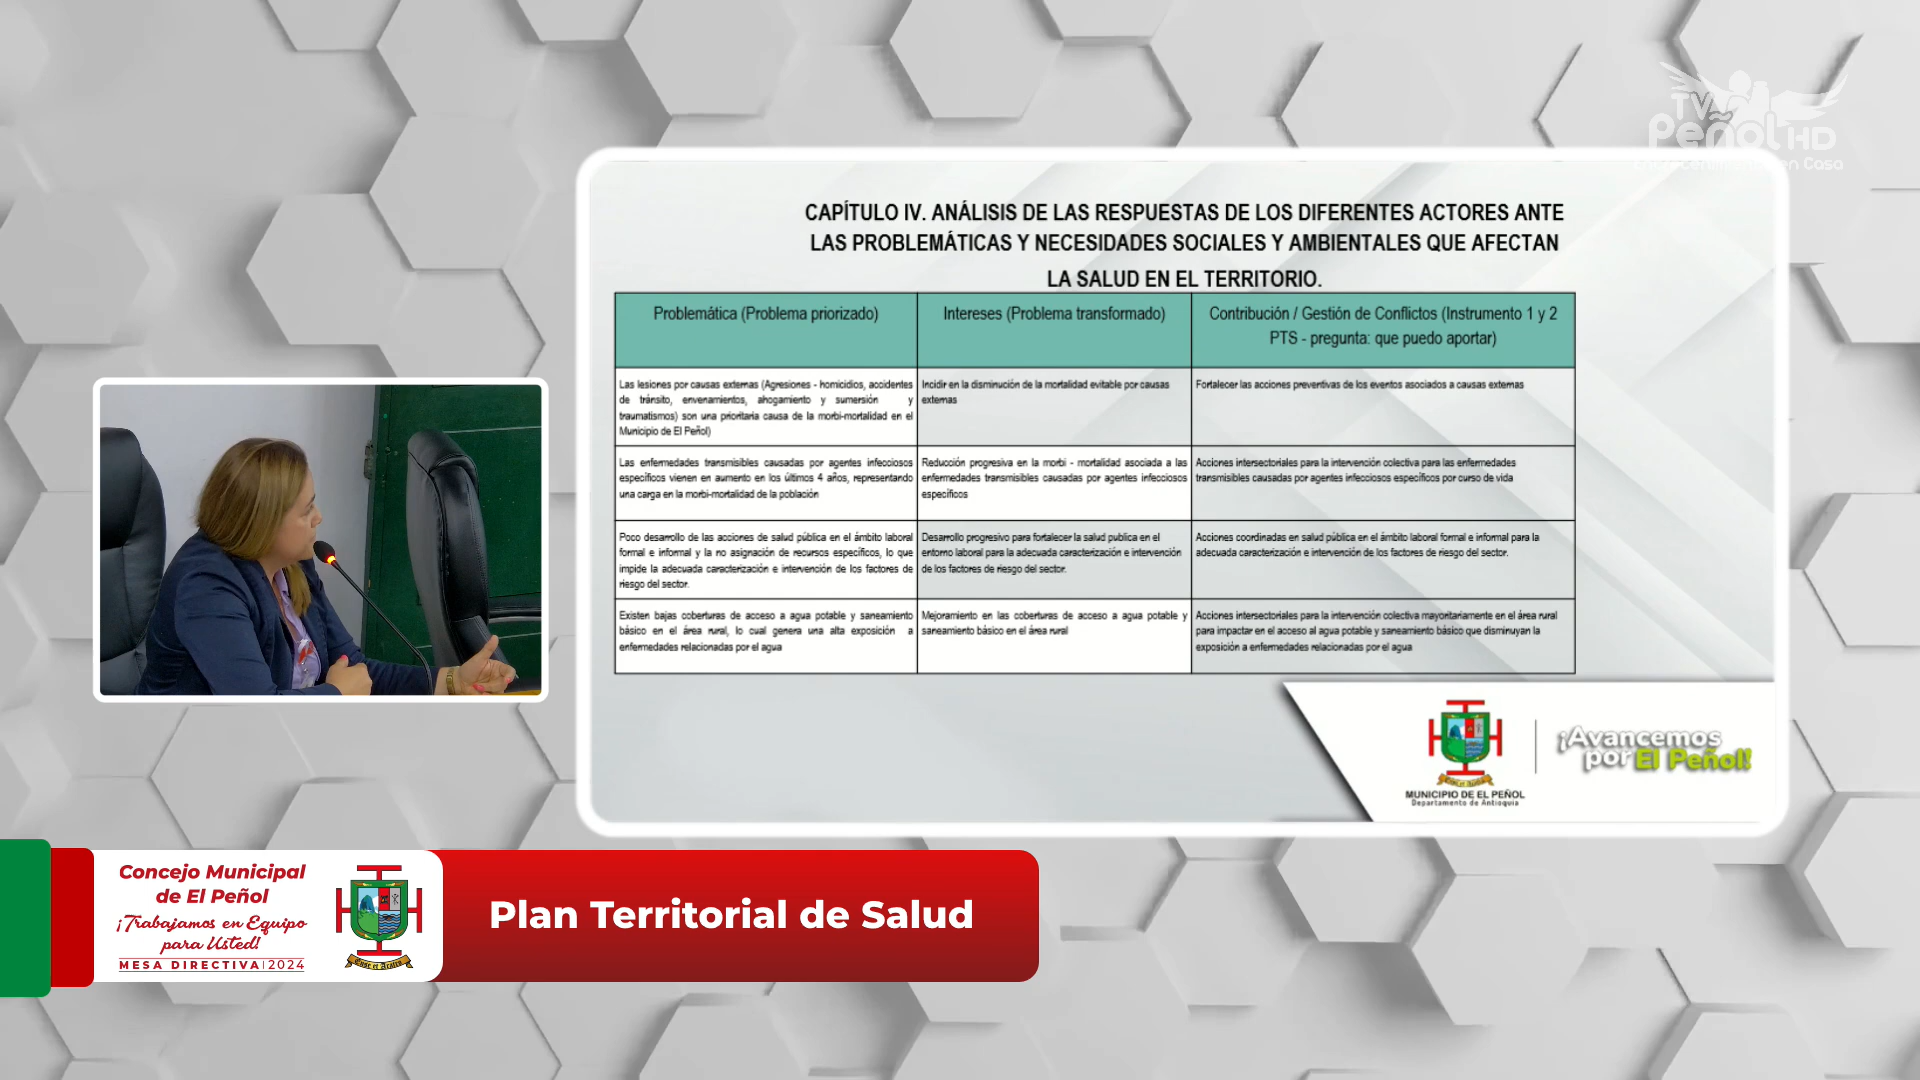 TV
Peñol HD
en Casa
CAPÍTULO IV. ANÁLISIS DE LAS RESPUESTAS DE LOS DIFERENTES ACTORES ANTE
LAS PROBLEMÁTICAS Y NECESIDADES SOCIALES Y AMBIENTALES QUE AFECTAN
LA SALUD EN EL TERRITORIO.
Problemática (Problema priorizado)
Intereses (Problema transformado)
Contribución / Gestión de Conflictos (Instrumento 1 y 2
PTS - pregunta: que puedo aportar)
Las lesiones por causas externas (Agresiones - homicidios, accidentes
de tránsito, envenamientos, ahogamiento y sumersión y
traumatismos) son una prioritaria causa de la morbi-mortalidad en el
Municipio de El Peñol)
Incidir en la disminución de la mortalidad evitable por causas
externas
Fortalecer las acciones preventivas de los eventos asociados a causas externas
Las enfermedades transmisibles causadas por agentes infecciosos
específicos vienen en aumento en los últimos 4 años, representando
una carga en la morbi-mortalidad de la población
Reducción progresiva en la morbi - mortalidad asociada a las
enfermedades transmisibles causadas por agentes infecciosos
específicos
Acciones intersectoriales para la intervención colectiva para las enfermedades
transmisibles causadas por agentes infecciosos específicos por curso de vida
Poco desarrollo de las acciones de salud pública en el ámbito laboral
formal e informal y la no asignación de recursos específicos, lo que
impide la adecuada caracterización e intervención de los factores de
riesgo del sector.
Desarrollo progresivo para fortalecer la salud publica en el
entorno laboral para la adecuada caracterización e intervención
de los factores de riesgo del sector.
Acciones coordinadas en salud pública en el ámbito laboral formal e informal para la
adecuada caracterización e intervención de los factores de riesgo del sector.
Existen bajas coberturas de acceso a agua potable y saneamiento
básico en el área rural, lo cual genera una alta exposición a
enfermedades relacionadas por el agua
Mejoramiento en las coberturas de acceso a agua potable y
saneamiento básico en el área rural
Acciones intersectoriales para la intervención colectiva mayoritariamente en el área rural
para impactar en el acceso al agua potable y saneamiento básico que disminuyan la
exposición a enfermedades relacionadas por el agua
MUNICIPIO DE EL PEÑOL
Departamento de Antioquia
¡Avancemos
por El Peñol!
Concejo Municipal
de El Peñol
¡Trabajamos en Equipo
para Usted!
MESA DIRECTIVA|2024
Plan Territorial de Salud